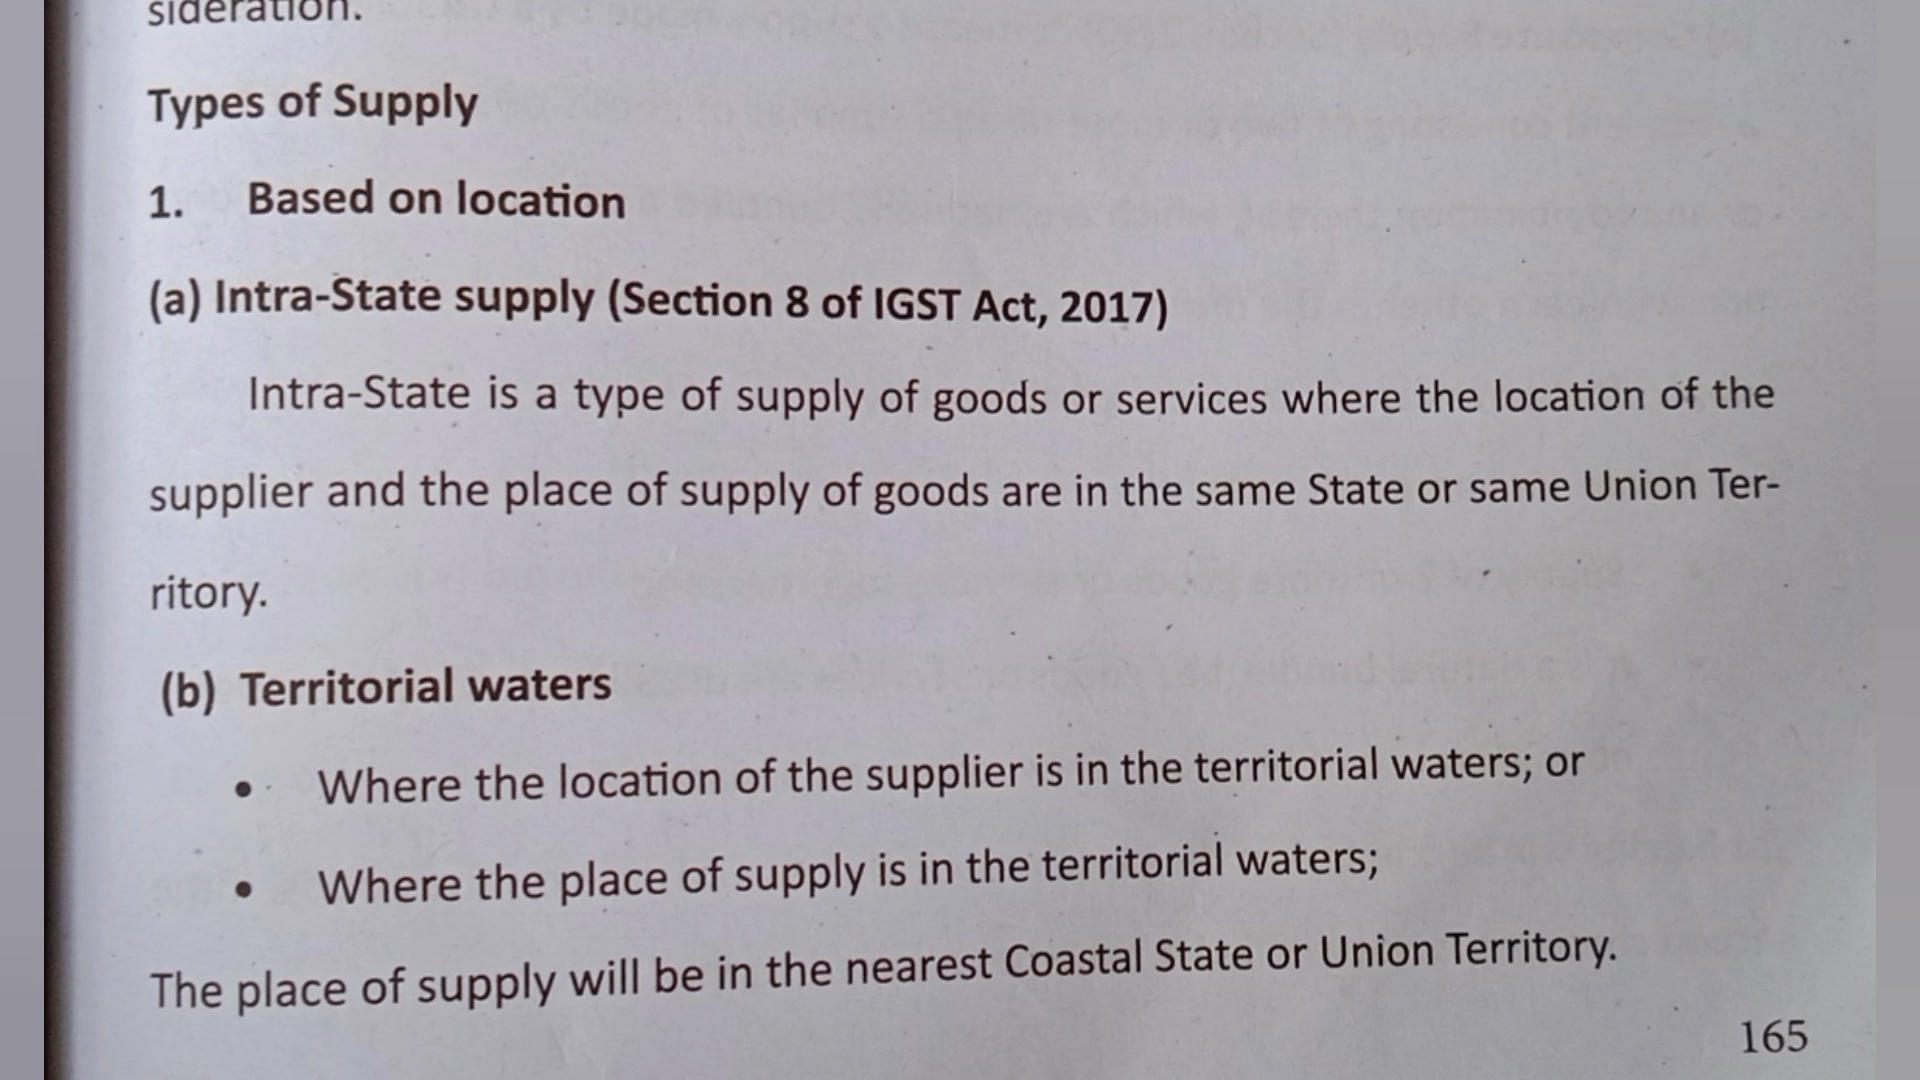 sideration.
Types of Supply
1. Based on location
(a) Intra-State supply (Section 8 of IGST Act, 2017)
Intra-State is a type of supply of goods or services where the location of the
supplier and the place of supply of goods are in the same State or same Union Ter-
ritory.
(b) Territorial waters
• Where the location of the supplier is in the territorial waters; or
• Where the place of supply is in the territorial waters;
The place of supply will be in the nearest Coastal State or Union Territory.
165